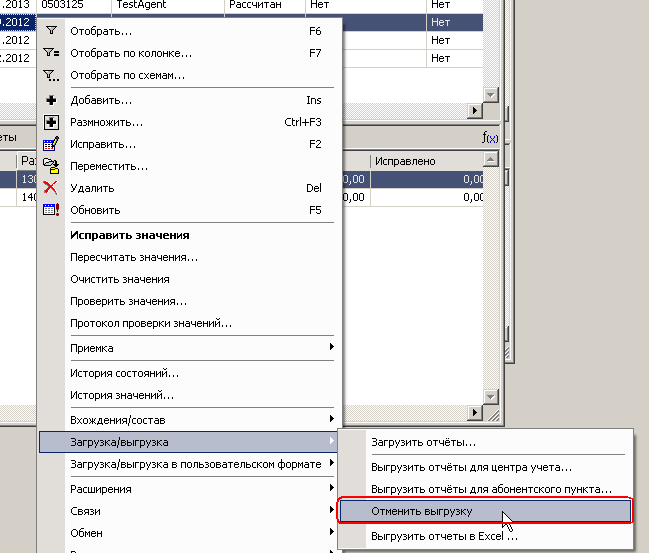 .2013 0503125 TestAgent Рассчитан Нет Нет
.2012 Нет
.2012 Нет
.2012 Нет
Отобрать... F6
Отобрать по колонке... F7
Отобрать по схемам...
Добавить... Ins
Размножить... Ctrl+F3
еты f(x)
Исправить... F2
Ра Исправлено
Переместить...
130 0,00 0,00
Удалить Del
140 0,00 0,00
Обновить F5
Исправить значения
Пересчитать значения...
Очистить значения
Проверить значения...
Протокол проверки значений...
Приемка
История состояний...
История значений...
Вхождения/состав
Загрузка/выгрузка
Загрузка/выгрузка в пользовательском формате
Расширения
Связи
Обмен
Загрузить отчёты...
Выгрузить отчёты для центра учета...
Выгрузить отчёты для абонентского пункта...
Отменить выгрузку
Выгрузить отчеты в Excel ...